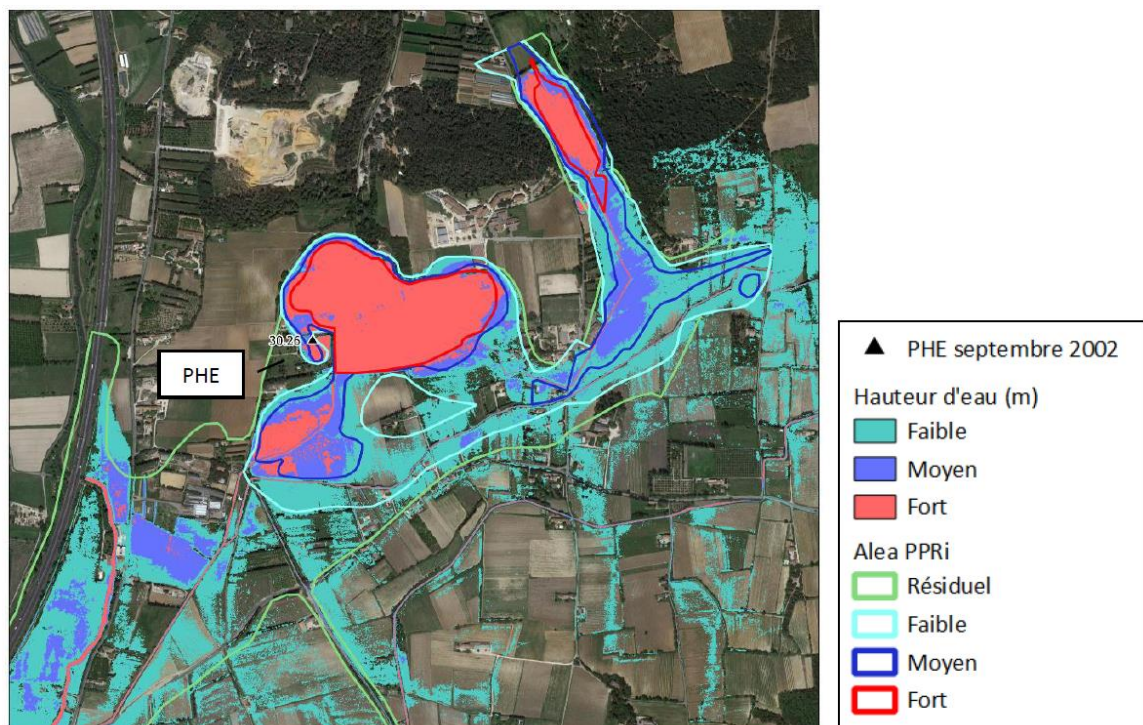 30.25
PHE
PHE septembre 2002
Hauteur d'eau (m)
Faible
Moyen
Fort
Alea PPRi
Résiduel
Faible
Moyen
Fort